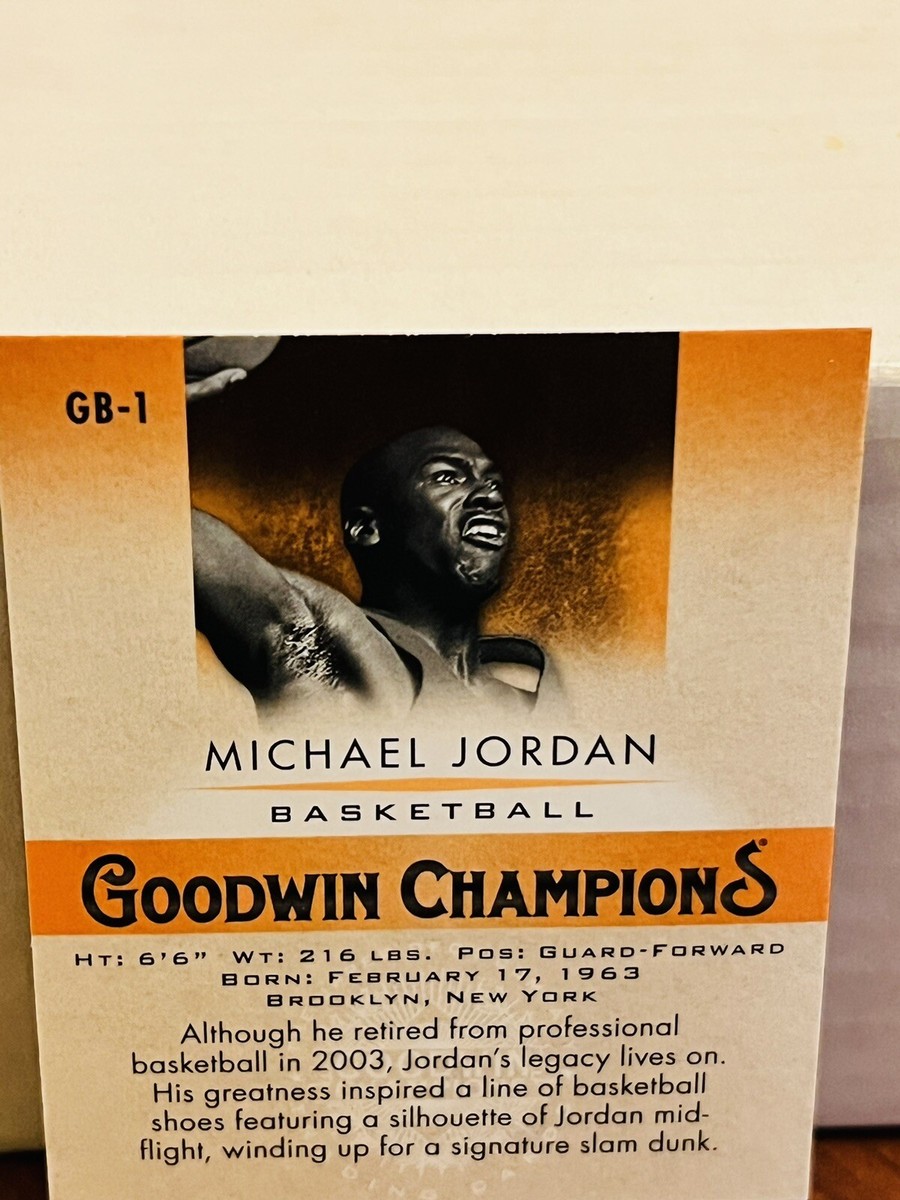 GB-1
MICHAEL JORDAN
BASKETBALL
GOODWIN CHAMPIONS®
HT: 6'6" WT: 216 LBS. POS: GUARD-FORWARD
BORN: FEBRUARY 17, 1963
BROOKLYN, NEW YORK
Although he retired from professional
basketball in 2003, Jordan's legacy lives on.
His greatness inspired a line of basketball
shoes featuring a silhouette of Jordan mid-
flight, winding up for a signature slam dunk.